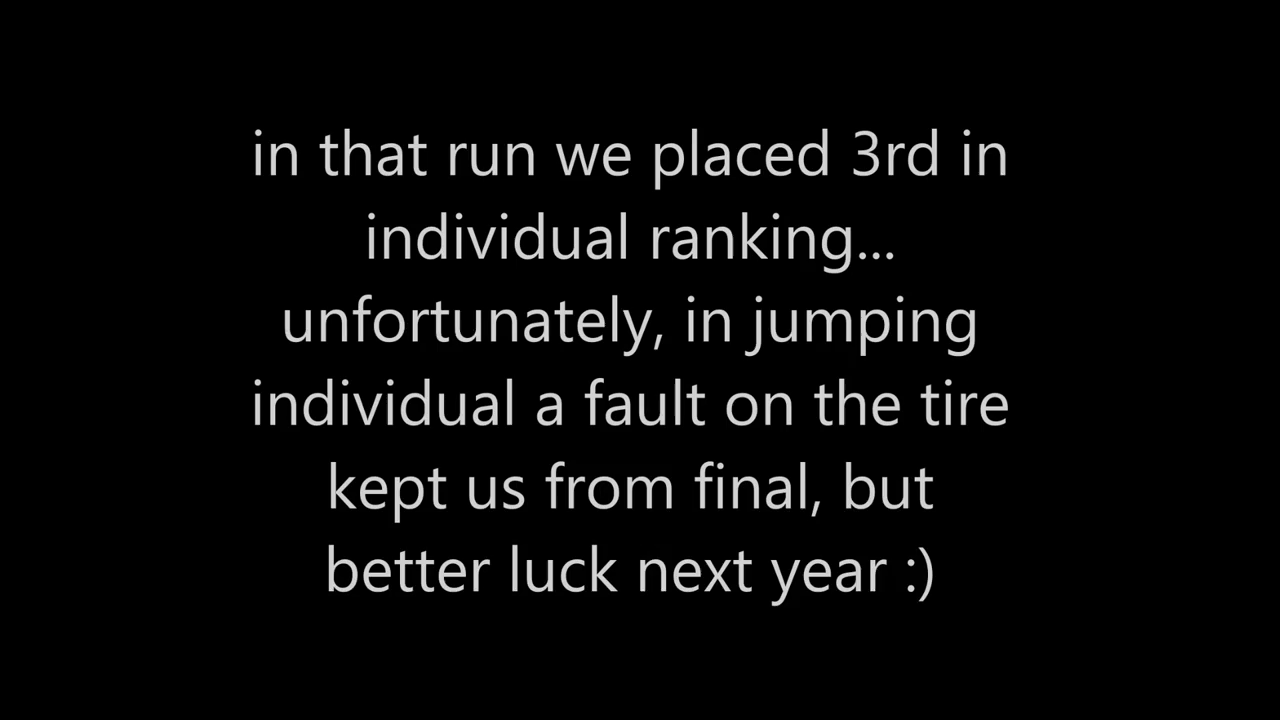 in that run we placed 3rd in
individual ranking...
unfortunately, in jumping
individual a fault on the tire
kept us from final, but
better luck next year :)